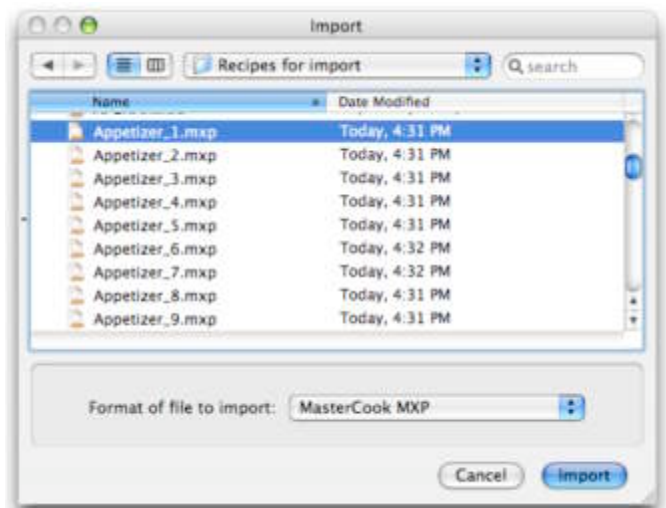 Import
Recipes for import
search
Name Date Modified
Appetizer_1.mxp Today, 4:31 PM
Appetizer_2.mxp Today, 4:31 PM
Appetizer_3.mxp Today, 4:31 PM
Appetizer_4.mxp Today, 4:31 PM
Appetizer_5.mxp Today, 4:31 PM
Appetizer_6.mxp Today, 4:32 PM
Appetizer_7.mxp Today, 4:32 PM
Appetizer_8.mxp Today, 4:31 PM
Appetizer_9.mxp Today, 4:31 PM
Format of file to import: MasterCook MXP
Cancel Import